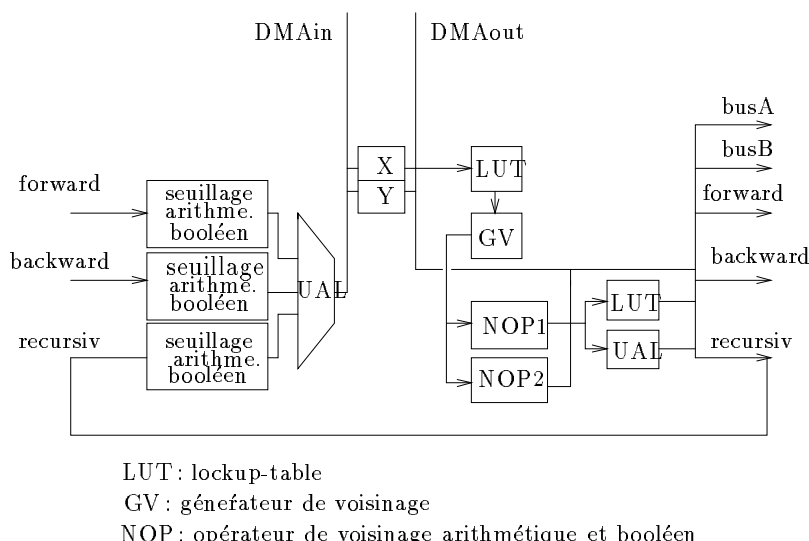 DMAin
DMAout
busA
busB
forward
backward
recursiv
forward
backward
recursiv
seuillage
arithme.
booléen
seuillage
arithme.
booléen
seuillage
arithme.
booléen
UAL
X
Y
LUT
GV
NOP1
NOP2
LUT
UAL
LUT : lockup-table
GV : géneŕateur de voisinage
NOP : opérateur de voisinage arithmétique et booléen